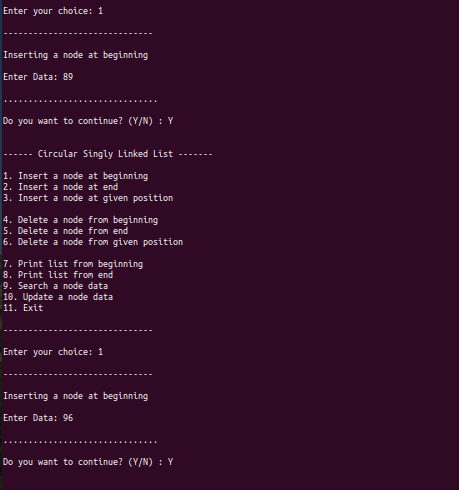 Enter your choice: 1
------------------------------
Inserting a node at beginning
Enter Data: 89
...............................
Do you want to continue? (Y/N) : Y
------ Circular Singly Linked List -------
1. Insert a node at beginning
2. Insert a node at end
3. Insert a node at given position
4. Delete a node from beginning
5. Delete a node from end
6. Delete a node from given position
7. Print list from beginning
8. Print list from end
9. Search a node data
10. Update a node data
11. Exit
------------------------------
Enter your choice: 1
------------------------------
Inserting a node at beginning
Enter Data: 96
...............................
Do you want to continue? (Y/N) : Y